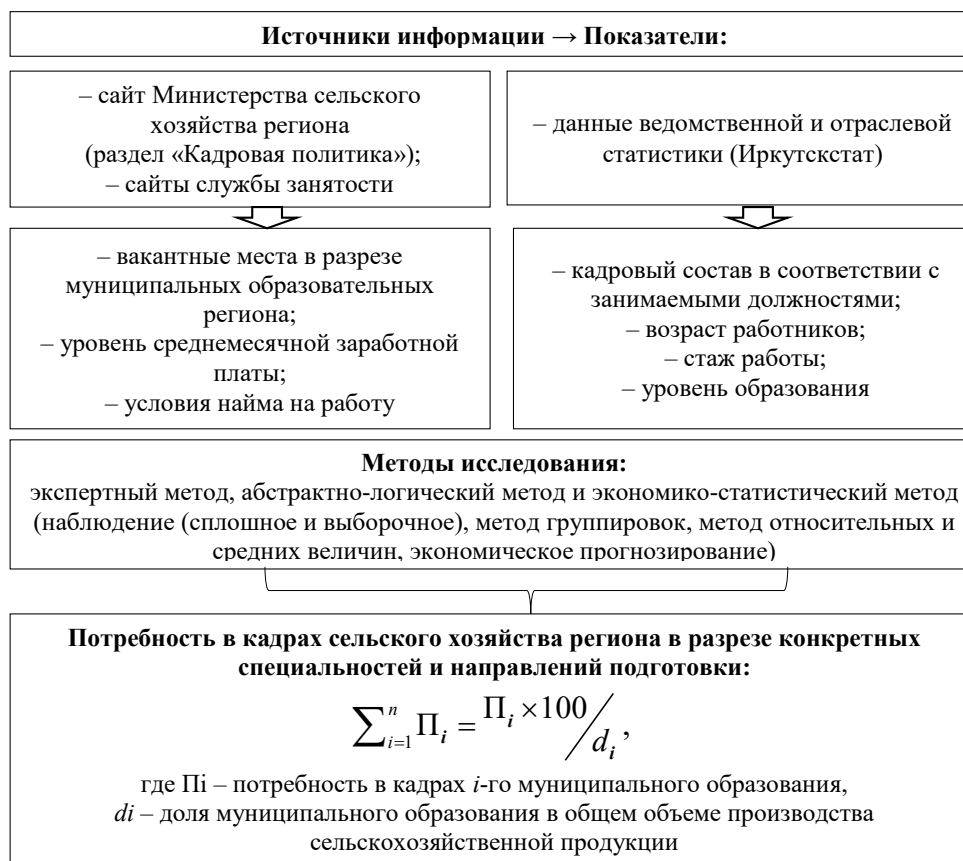 Источники информации → Показатели:
– сайт Министерства сельского
хозяйства региона
(раздел «Кадровая политика»);
– сайты службы занятости
– данные ведомственной и отраслевой
статистики (Иркутскстат)
– вакантные места в разрезе
муниципальных образовательных
региона;
– уровень среднемесячной заработной
платы;
– условия найма на работу
– кадровый состав в соответствии с
занимаемыми должностями;
– возраст работников;
– стаж работы;
– уровень образования
Методы исследования:
экспертный метод, абстрактно-логический метод и экономико-статистический метод
(наблюдение (сплошное и выборочное), метод группировок, метод относительных и
средних величин, экономическое прогнозирование)
Потребность в кадрах сельского хозяйства региона в разрезе конкретных
специальностей и направлений подготовки:
∑ⁿᵢ₌₁ Πᵢ = Πᵢ × 100 / dᵢ,
где Пi – потребность в кадрах i-го муниципального образования,
di – доля муниципального образования в общем объеме производства
сельскохозяйственной продукции